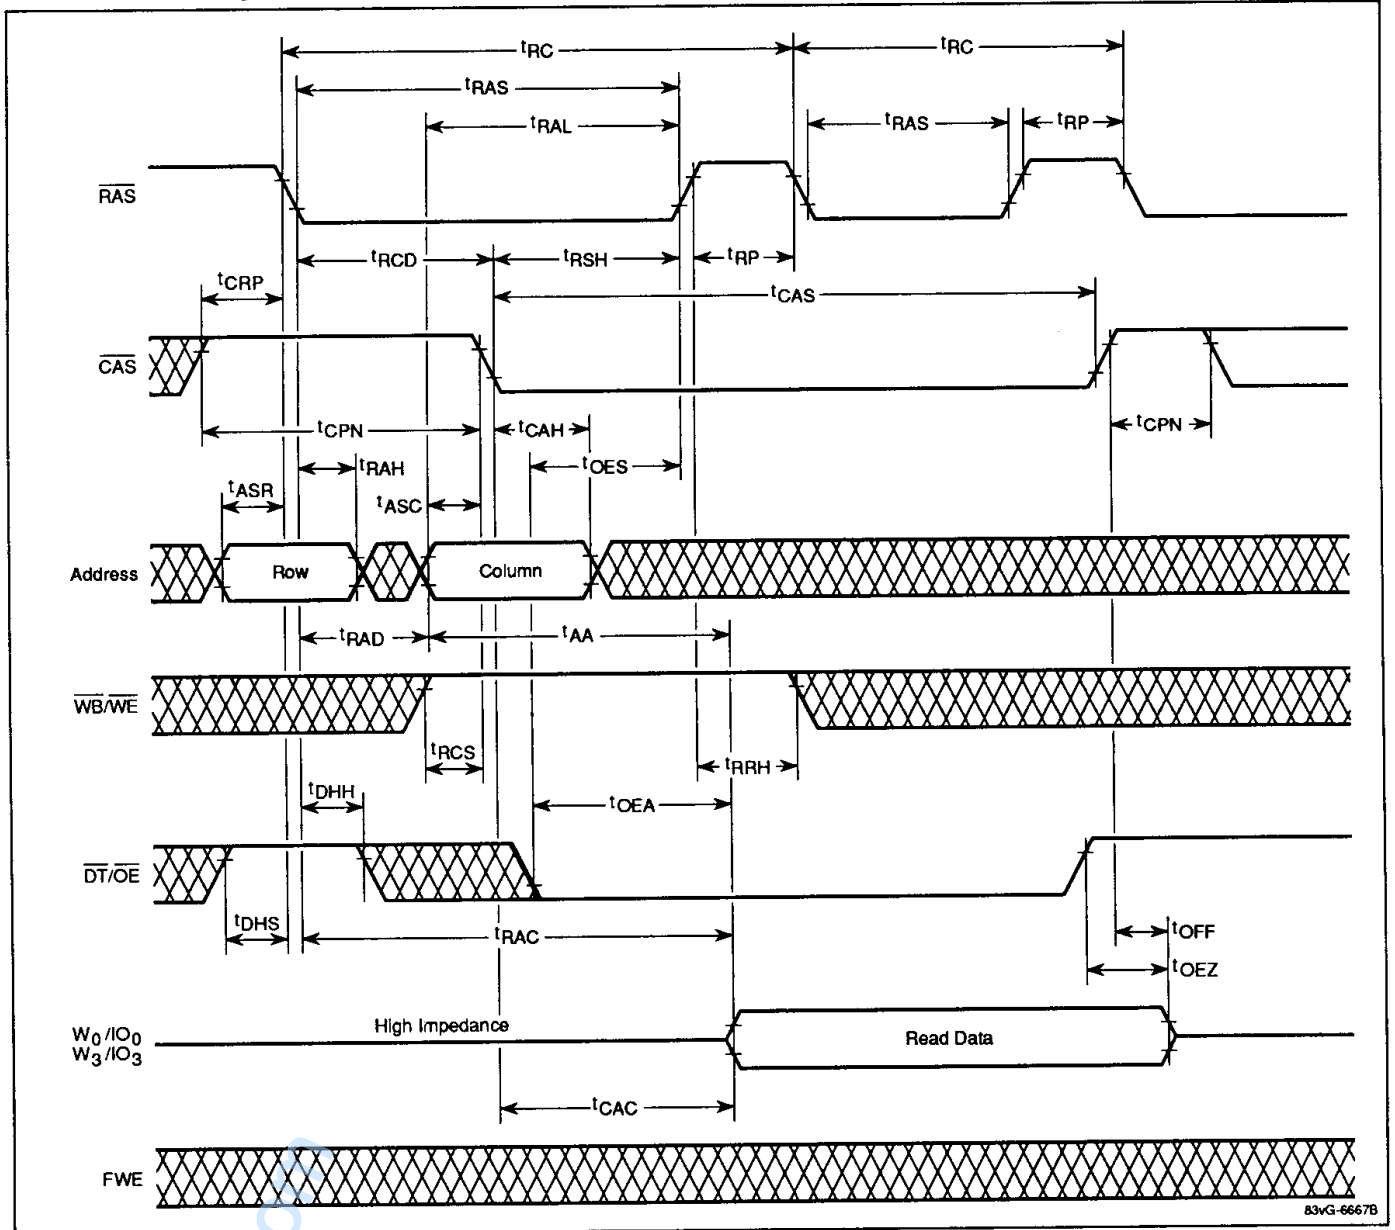 tRC tRC
tRAS
tRAL tRAS tRP
RAS
tRCD tRSH tRP
tCRP tCAS
CAS
tCPN tCAH tCPN
tRAH tOES
tASR tASC
Address Row Column
tRAD tAA
WB/WE
tRCS tRRH
tDHH tOEA
DT/OE
tDHS tRAC tOFF
tOEZ
High Impedance
W0/IO0 Read Data
W3/IO3
tCAC
FWE
om
83vG-6667B